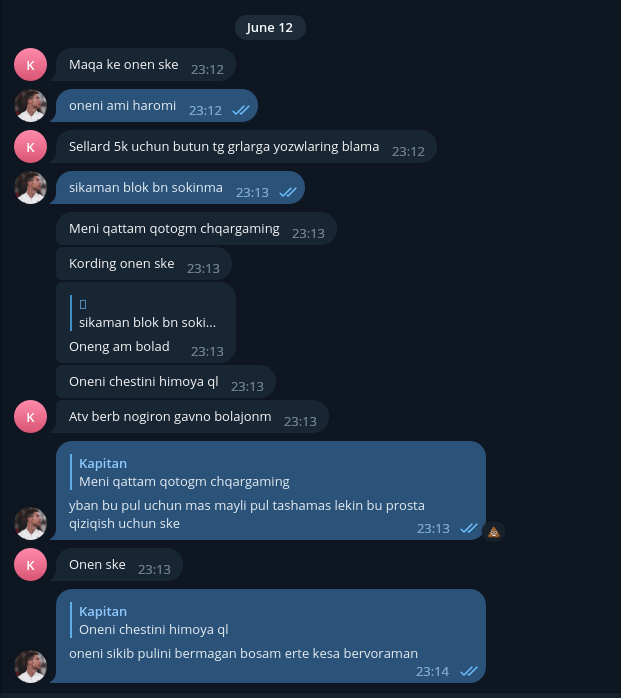 June 12
K
Maqa ke onen ske 23:12
oneni ami haromi 23:12
K
Sellard 5k uchun butun tg grlarga yozwlaring blama 23:12
sikaman blok bn sokinma 23:13
Meni qattam qotogm chqargaming 23:13
Kording onen ske 23:13
sikaman blok bn soki...
Oneng am bolad 23:13
Oneni chestini himoya ql 23:13
K
Atv berb nogiron gavno bolajonm 23:13
Kapitan
Meni qattam qotogm chqargaming
yban bu pul uchun mas mayli pul tashamas lekin bu prosta
qiziqish uchun ske 23:13
K
Onen ske 23:13
Kapitan
Oneni chestini himoya ql
oneni sikib pulini bermagan bosam erte kesa bervoraman
23:14